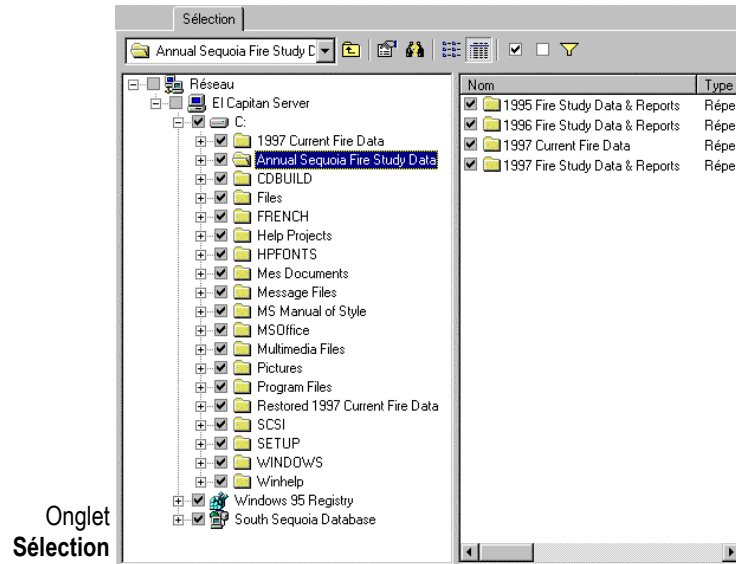 Sélection
Annual Sequoia Fire Study D
Réseau
El Capitan Server
C:
1997 Current Fire Data
Annual Sequoia Fire Study Data
CDBUILD
Files
FRENCH
Help Projects
HPFONTS
Mes Documents
Message Files
MS Manual of Style
MSOffice
Multimedia Files
Pictures
Program Files
Restored 1997 Current Fire Data
SCSI
SETUP
WINDOWS
Winhelp
Windows 95 Registry
South Sequoia Database
Nom Type
1995 Fire Study Data & Reports Répe
1996 Fire Study Data & Reports Répe
1997 Current Fire Data Répe
1997 Fire Study Data & Reports Répe
Onglet
Sélection